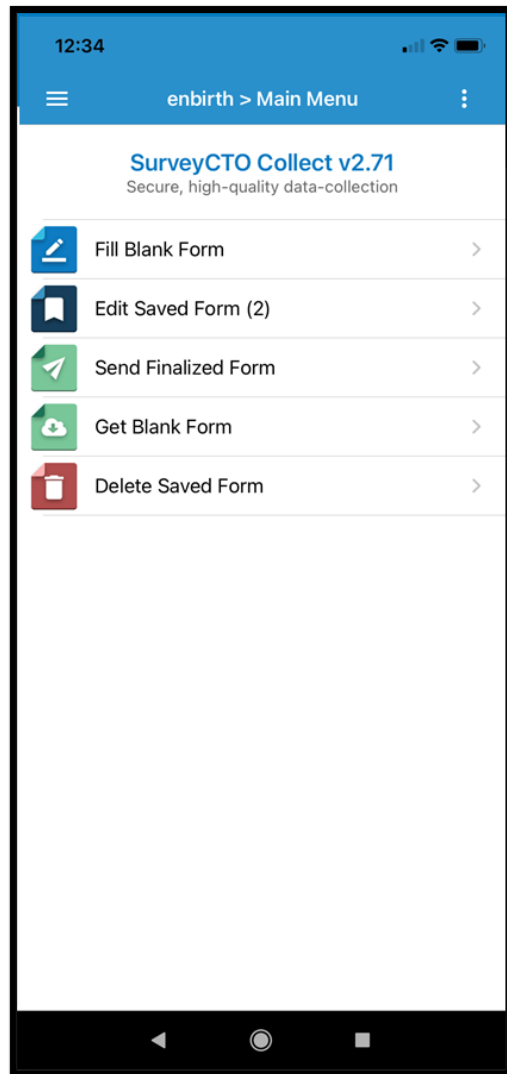 12:34
enbirth > Main Menu
SurveyCTO Collect v2.71
Secure, high-quality data-collection
Fill Blank Form
Edit Saved Form (2)
Send Finalized Form
Get Blank Form
Delete Saved Form